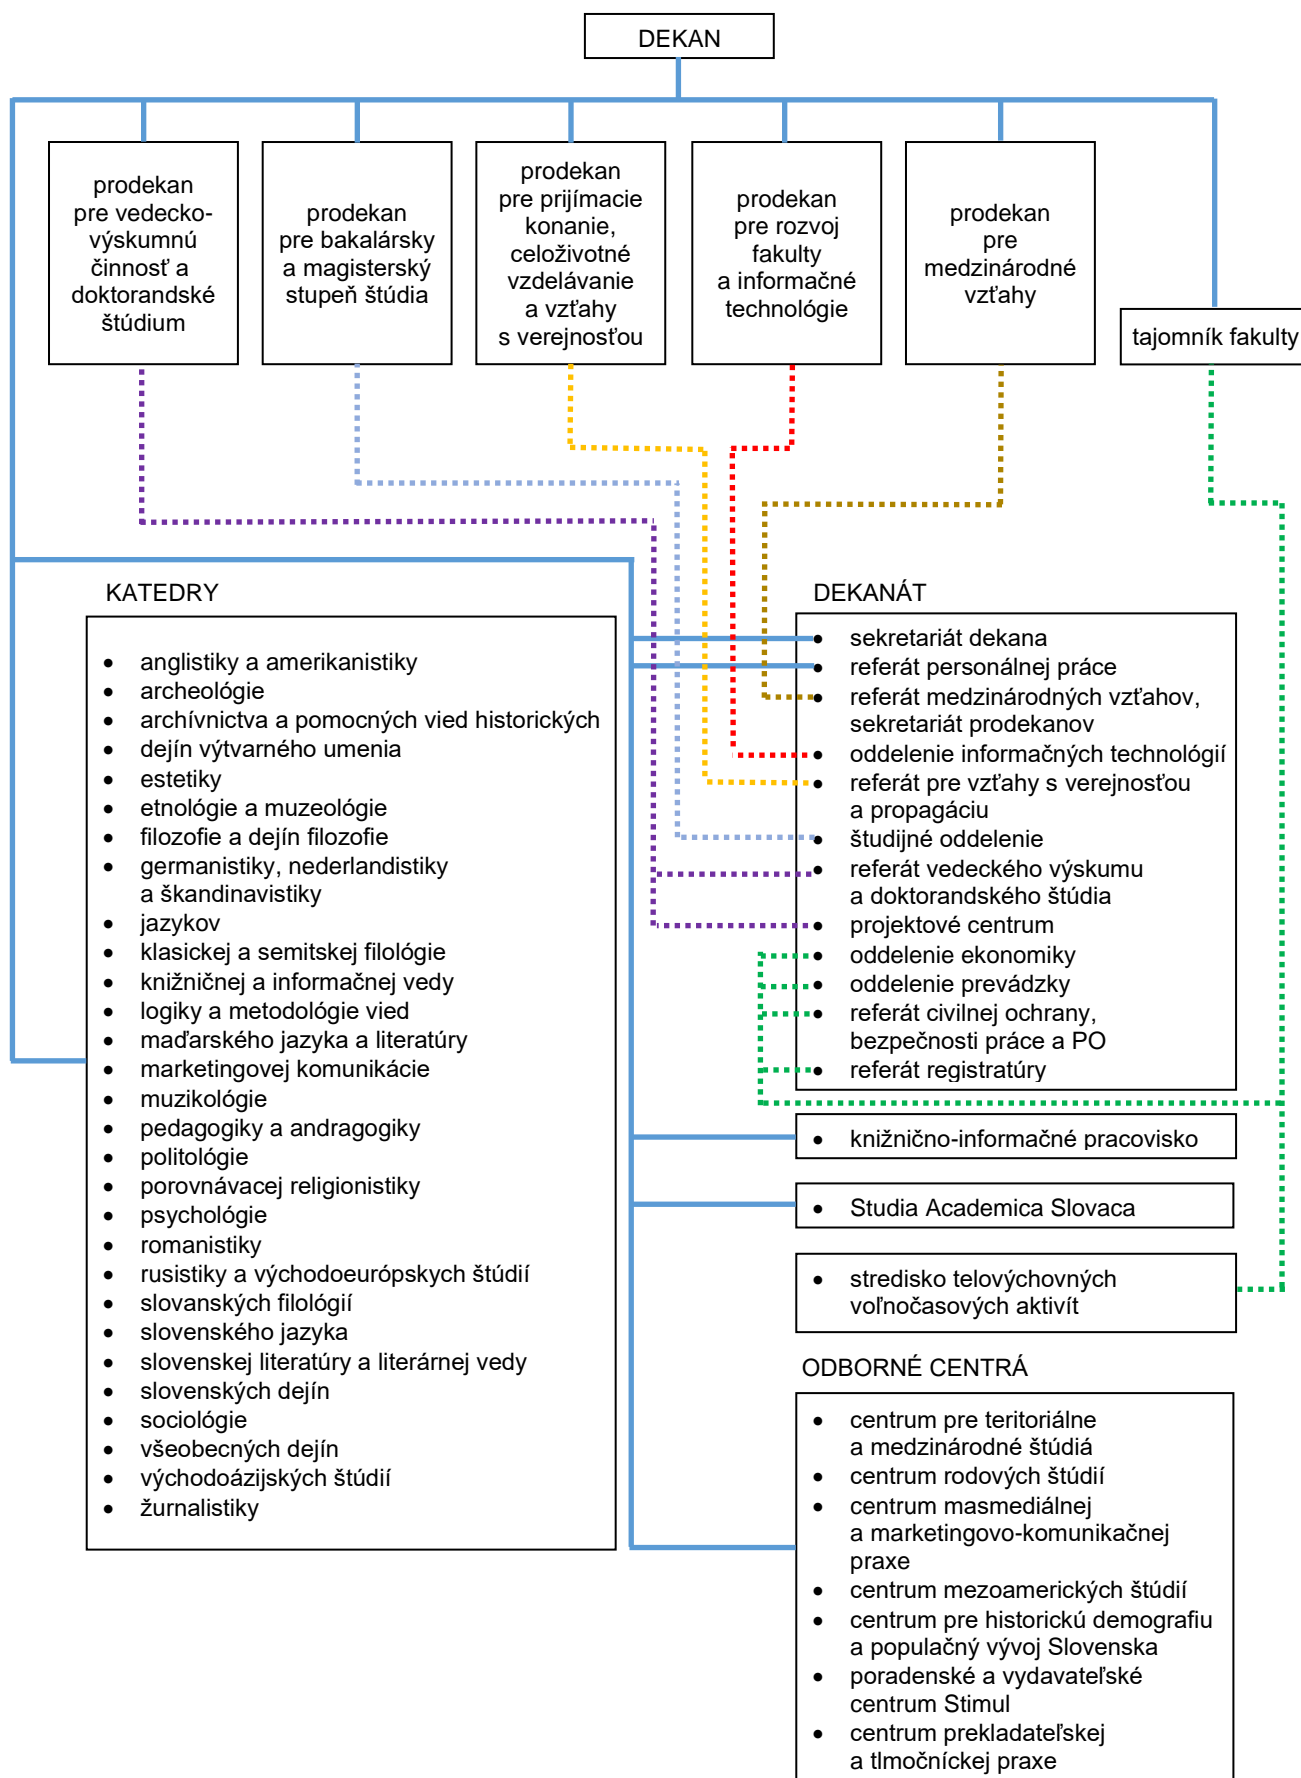 DEKAN
prodekan
pre vedecko-
výskumnú
činnosť a
doktorandské
štúdium
prodekan
pre bakalársky
a magisterský
stupeň štúdia
prodekan
pre prijímacie
konanie,
celoživotné
vzdelávanie
a vzťahy
s verejnosťou
prodekan
pre rozvoj
fakulty
a informačné
technológie
prodekan
pre
medzinárodné
vzťahy
tajomník fakulty
KATEDRY
• anglistiky a amerikanistiky
• archeológie
• archívnictva a pomocných vied historických
• dejín výtvarného umenia
• estetiky
• etnológie a muzeológie
• filozofie a dejín filozofie
• germanistiky, nederlandistiky
a škandinavistiky
• jazykov
• klasickej a semitskej filológie
• knižničnej a informačnej vedy
• logiky a metodológie vied
• maďarského jazyka a literatúry
• marketingovej komunikácie
• muzikológie
• pedagogiky a andragogiky
• politológie
• porovnávacej religionistiky
• psychológie
• romanistiky
• rusistiky a východoeurópskych štúdií
• slovanských filológií
• slovenského jazyka
• slovenskej literatúry a literárnej vedy
• slovenských dejín
• sociológie
• všeobecných dejín
• východoázijských štúdií
• žurnalistiky
DEKANÁT
• sekretariát dekana
• referát personálnej práce
• referát medzinárodných vzťahov,
sekretariát prodekanov
• oddelenie informačných technológií
• referát pre vzťahy s verejnosťou
a propagáciu
• študijné oddelenie
• referát vedeckého výskumu
a doktorandského štúdia
• projektové centrum
• oddelenie ekonomiky
• oddelenie prevádzky
• referát civilnej ochrany,
bezpečnosti práce a PO
• referát registratúry
• knižnično-informačné pracovisko
• Studia Academica Slovaca
• stredisko telovýchovných
voľnočasových aktivít
ODBORNÉ CENTRÁ
• centrum pre teritoriálne
a medzinárodné štúdiá
• centrum rodových štúdií
• centrum masmediálnej
a marketingovo-komunikačnej
praxe
• centrum mezoamerických štúdií
• centrum pre historickú demografiu
a populačný vývoj Slovenska
• poradenské a vydavateľské
centrum Stimul
• centrum prekladateľskej
a tlmočníckej praxe